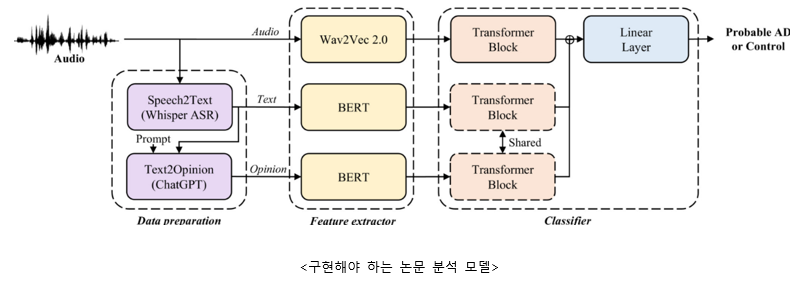 Audio
Audio
Wav2Vec 2.0
Transformer
Block
Linear
Layer
Probable AD
or Control
Speech2Text
(Whisper ASR)
Text
BERT
Transformer
Block
Prompt
Shared
Text2Opinion
(ChatGPT)
Opinion
BERT
Transformer
Block
Data preparation
Feature extractor
Classifier
<구현해야 하는 논문 분석 모델>